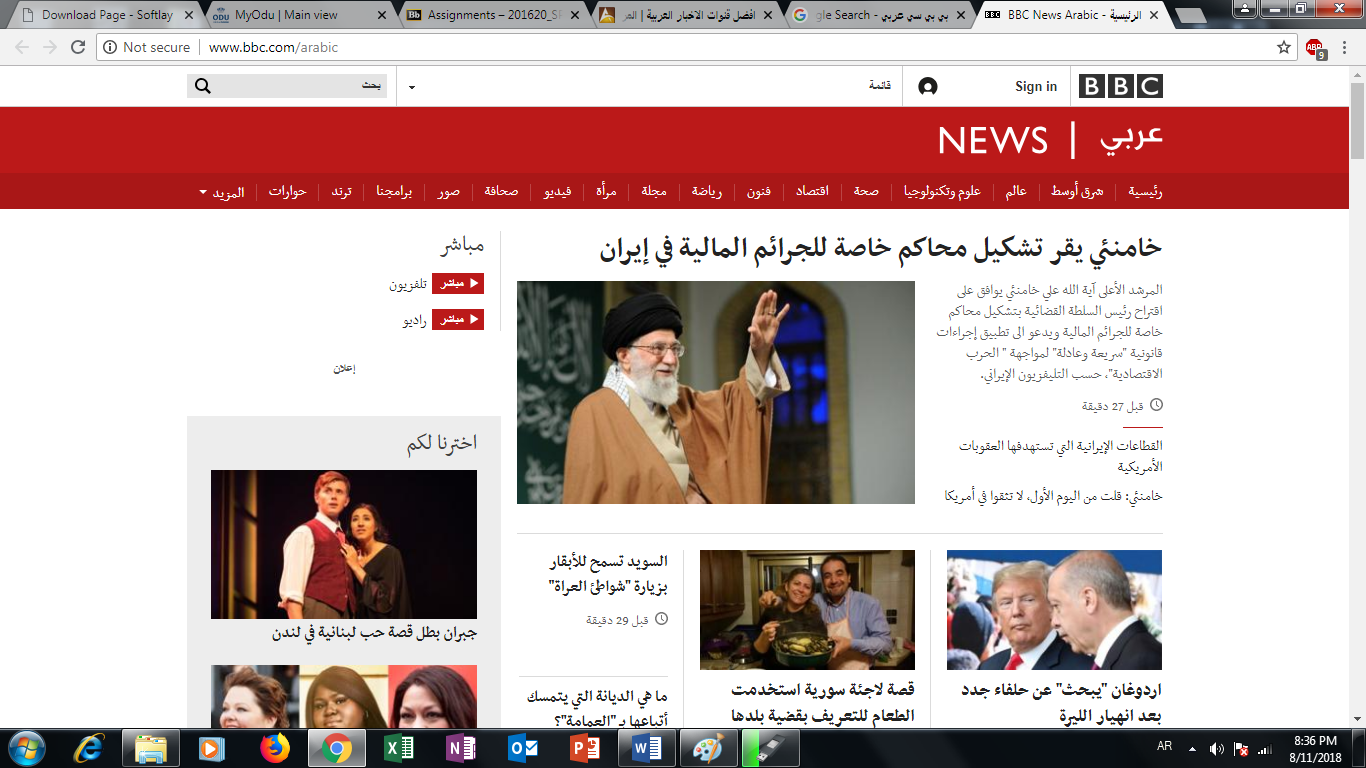 Download Page - Softlay
MyOdu | Main view
Assignments – 201620_SP
افضل قنوات الاخبار العربية | العر
بي بي سي عربي - gle Search
الرئيسية - BBC News Arabic
Not secure | www.bbc.com/arabic
ABP
9
BBC
Sign in
قائمة
بحث
عربي | NEWS
رئيسية
شرق أوسط
عالم
علوم وتكنولوجيا
صحة
اقتصاد
فنون
رياضة
مجلة
مرأة
فيديو
صحافة
صور
برامجنا
ترند
حوارات
المزيد
خامنئي يقر تشكيل محاكم خاصة للجرائم المالية في إيران
المرشد الأعلى آية الله علي خامنئي يوافق على
اقتراح رئيس السلطة القضائية بتشكيل محاكم
خاصة للجرائم المالية ويدعو الى تطبيق إجراءات
قانونية "سريعة وعادلة" لمواجهة " الحرب
الاقتصادية"، حسب التليفزيون الإيراني.
قبل 27 دقيقة
القطاعات الإيرانية التي تستهدفها العقوبات
الأمريكية
خامنئي: قلت من اليوم الأول، لا تثقوا في أمريكا
اردوغان "يبحث" عن حلفاء جدد
بعد انهيار الليرة
قصة لاجئة سورية استخدمت
الطعام للتعريف بقضية بلدها
السويد تسمح للأبقار
بزيارة "شواطئ العراة"
قبل 29 دقيقة
ما هي الديانة التي يتمسك
أتباعها بـ "العمامة"؟
مباشر
مباشر تلفزيون
مباشر راديو
إعلان
اخترنا لكم
جبران بطل قصة حب لبنانية في لندن
AR
8:36 PM
8/11/2018